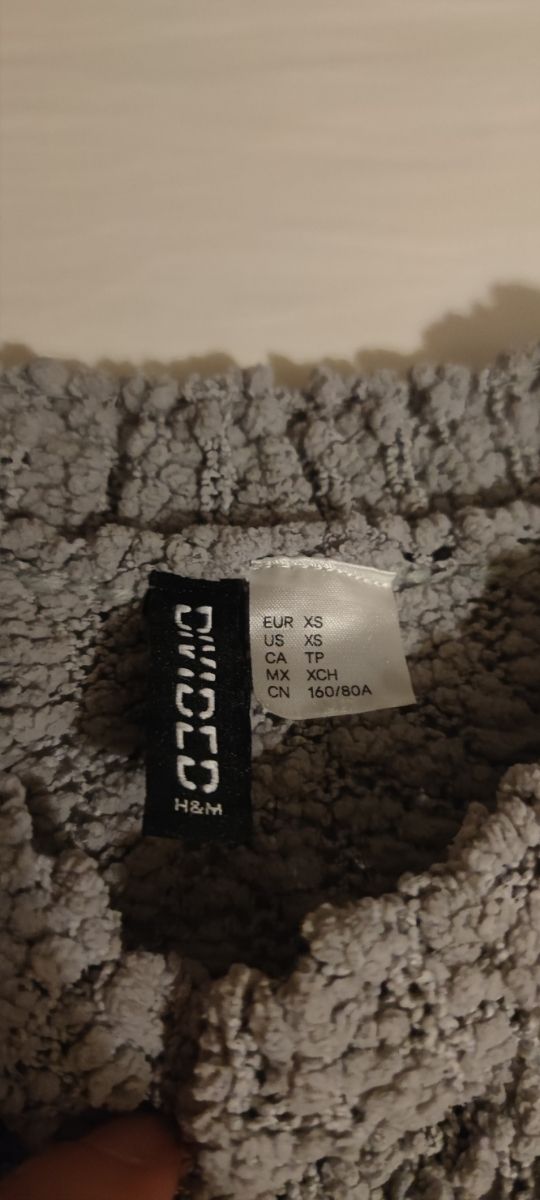 DIVIDED
H&M
EUR XS
US XS
CA TP
MX XCH
CN 160/80A